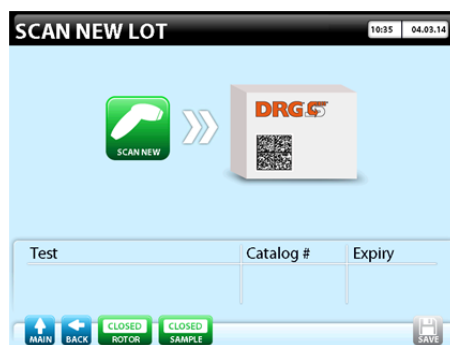 SCAN NEW LOT 10:35 04.03.14
SCAN NEW
DRG
Test Catalog # Expiry
CLOSED CLOSED
MAIN BACK ROTOR SAMPLE SAVE